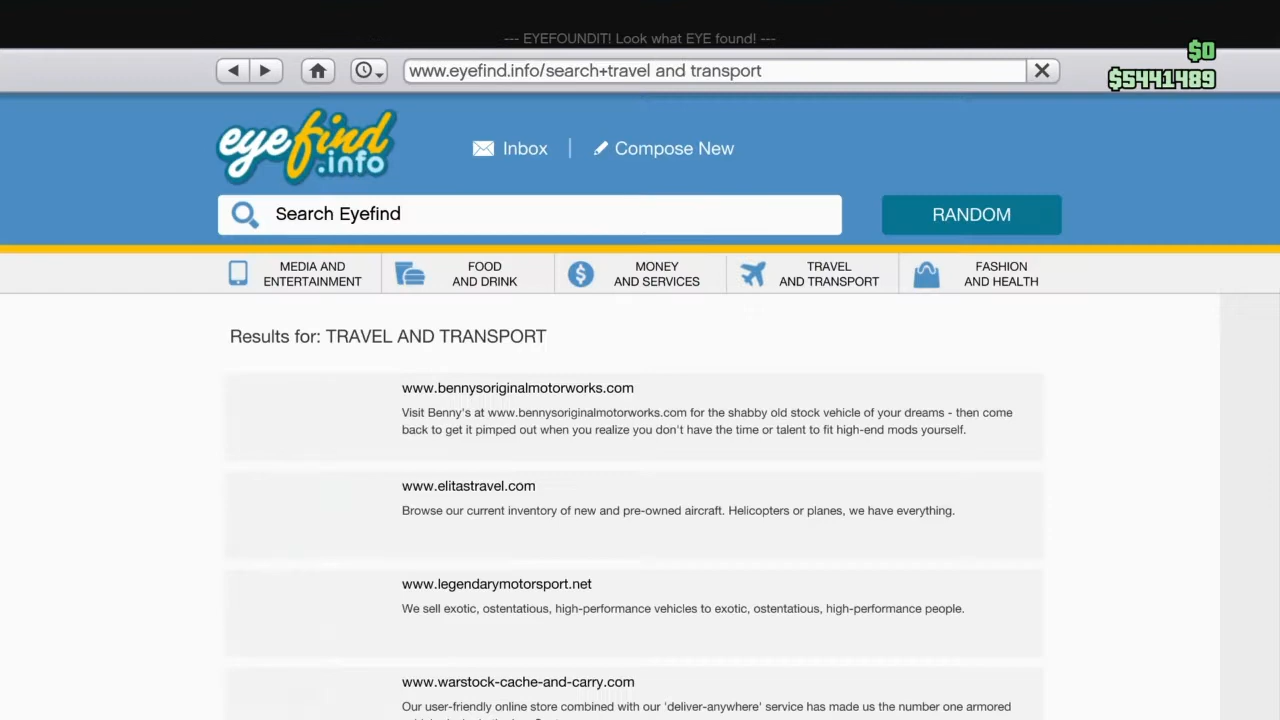 --- EYEFOUNDIT! Look what EYE found! ---
$0
www.eyefind.info/search+travel and transport
$5441489
eyefind
.info
Inbox
Compose New
Search Eyefind
RANDOM
MEDIA AND
ENTERTAINMENT
FOOD
AND DRINK
MONEY
AND SERVICES
TRAVEL
AND TRANSPORT
FASHION
AND HEALTH
Results for: TRAVEL AND TRANSPORT
www.bennysoriginalmotorworks.com
Visit Benny's at www.bennysoriginalmotorworks.com for the shabby old stock vehicle of your dreams - then come
back to get it pimped out when you realize you don't have the time or talent to fit high-end mods yourself.
www.elitastravel.com
Browse our current inventory of new and pre-owned aircraft. Helicopters or planes, we have everything.
www.legendarymotorsport.net
We sell exotic, ostentatious, high-performance vehicles to exotic, ostentatious, high-performance people.
www.warstock-cache-and-carry.com
Our user-friendly online store combined with our 'deliver-anywhere' service has made us the number one armored